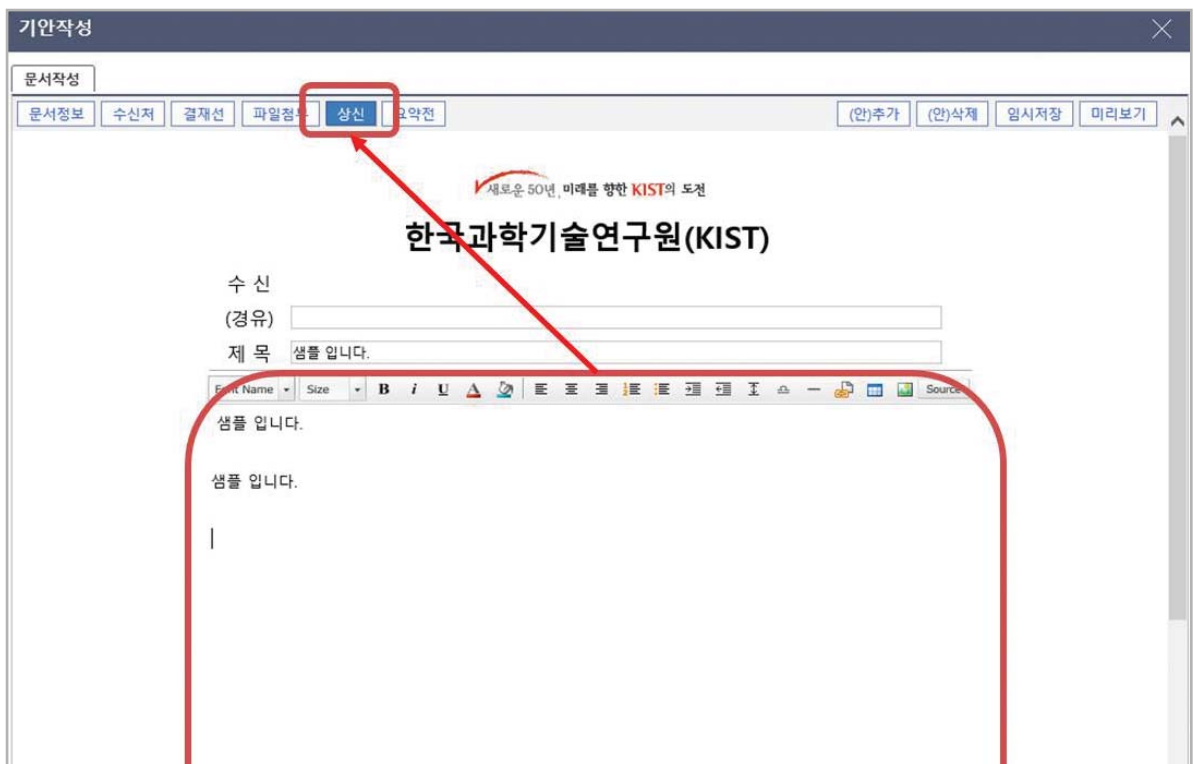 기안작성
문서작성
문서정보 수신처 결재선 파일첨부 상신 요약전 (안)추가 (안)삭제 임시저장 미리보기
새로운 50년, 미래를 향한 KIST의 도전
한국과학기술연구원(KIST)
수 신
(경유)
제 목 샘플 입니다.
Font Name Size B i U A Source
샘플 입니다.
샘플 입니다.